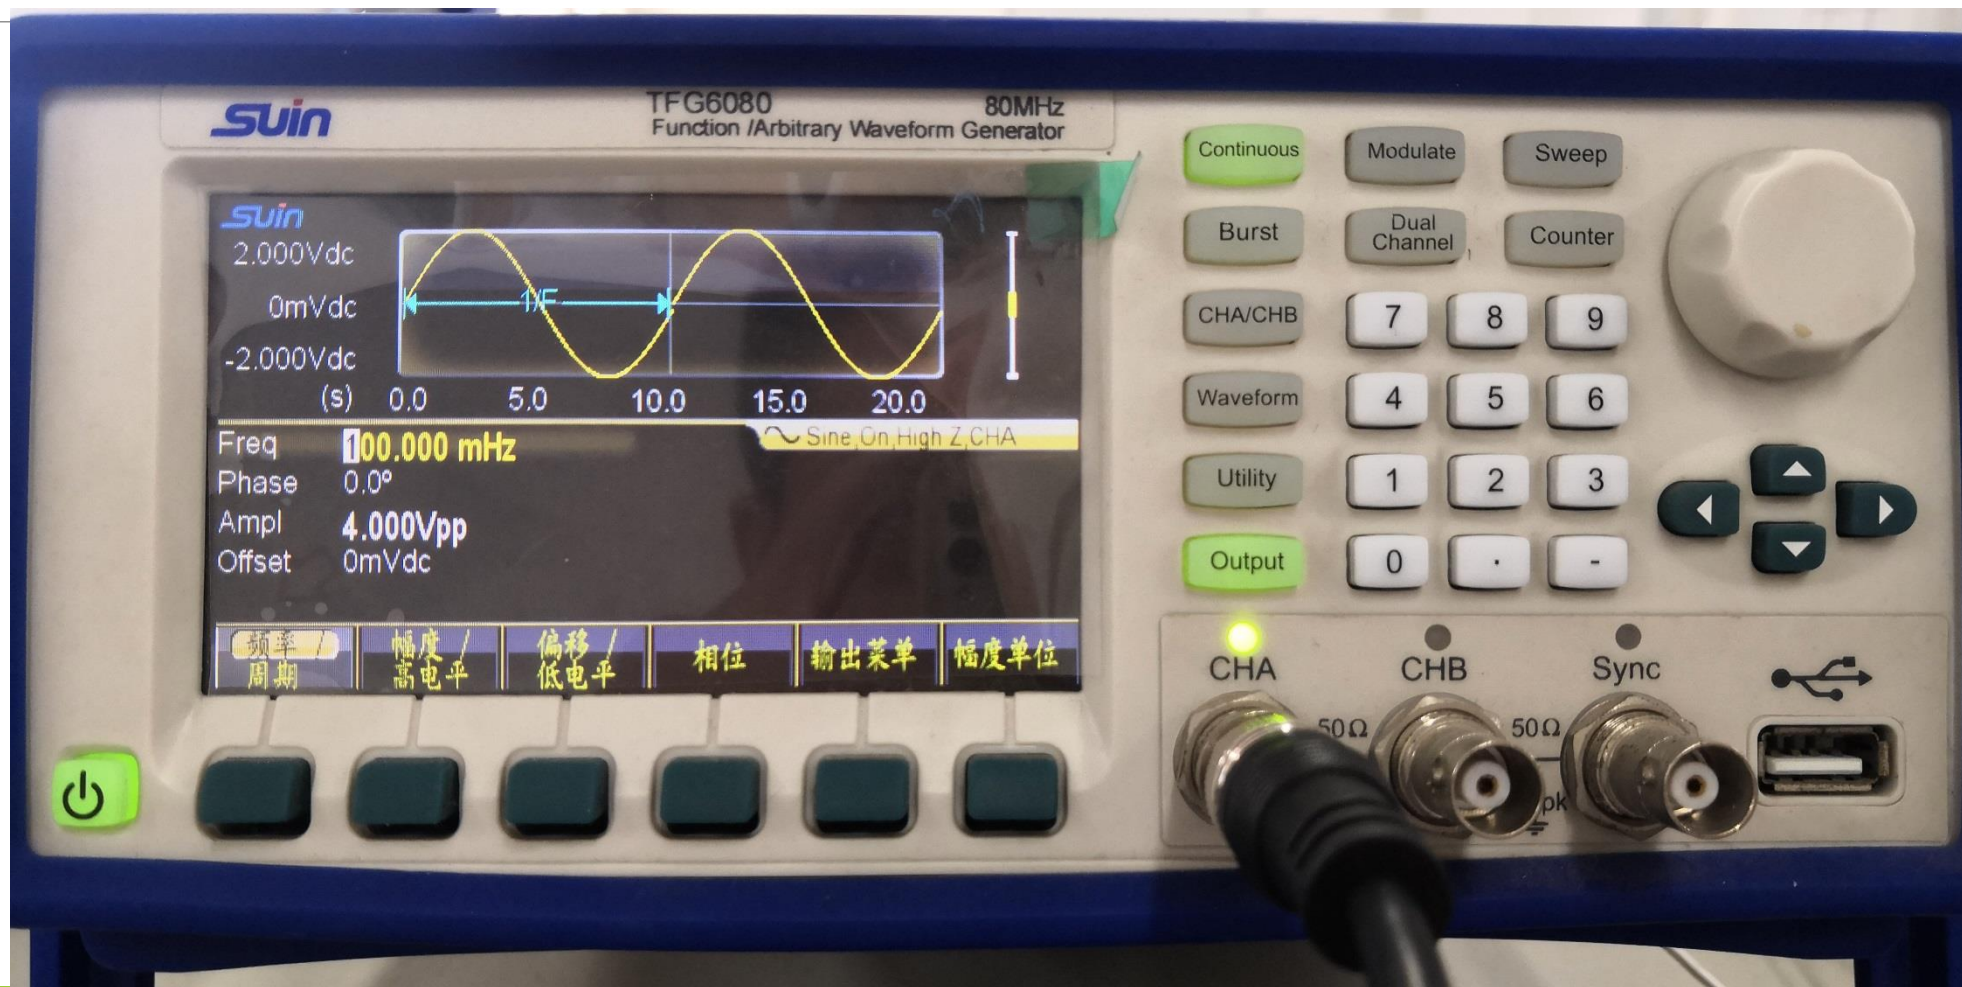 SUin
TFG6080
80MHz
Function /Arbitrary Waveform Generator
SUin
2.000Vdc
0mVdc
-2.000Vdc
1/F
(s) 0.0 5.0 10.0 15.0 20.0
Sine,On,High Z,CHA
Freq 100.000 mHz
Phase 0.0º
Ampl 4.000Vpp
Offset 0mVdc
频率 /
周期
幅度 /
高电平
偏移 /
低电平
相位
输出菜单
幅度单位
Continuous
Modulate
Sweep
Burst
Dual
Channel
Counter
CHA/CHB
7 8 9
Waveform
4 5 6
Utility
1 2 3
Output
0 . -
CHA
CHB
Sync
50Ω
50Ω
pk